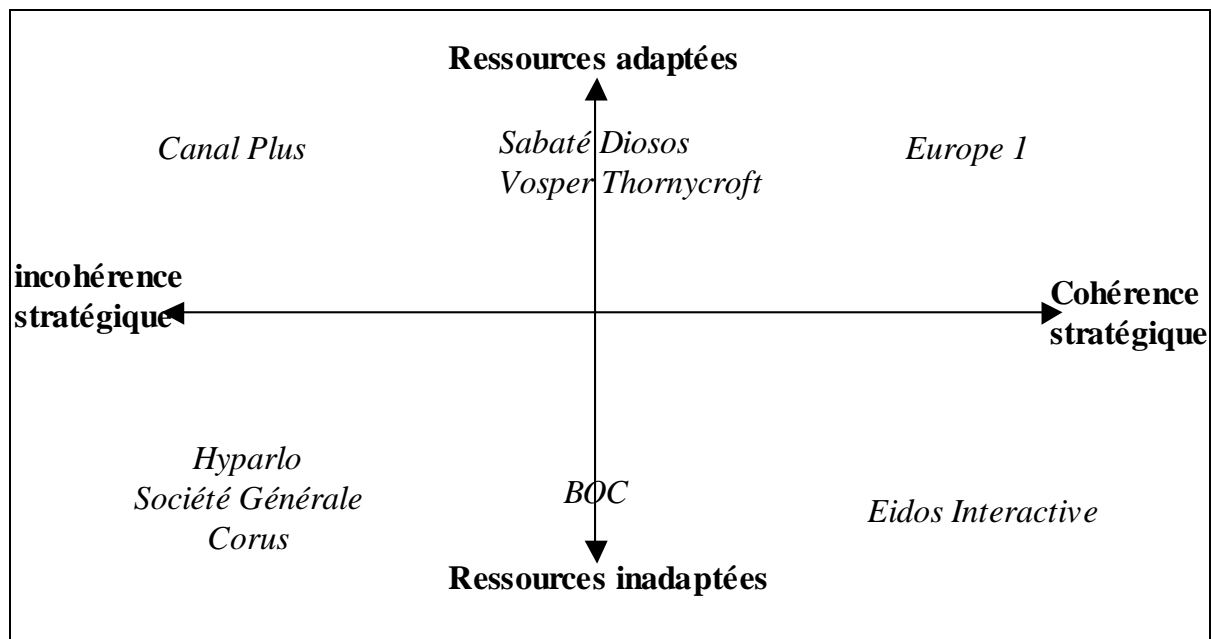 Ressources adaptées
Canal Plus
Sabaté Diosos
Vosper Thornycroft
Europe 1
incohérence
stratégique
Cohérence
stratégique
Hyparlo
Société Générale
Corus
BOC
Eidos Interactive
Ressources inadaptées